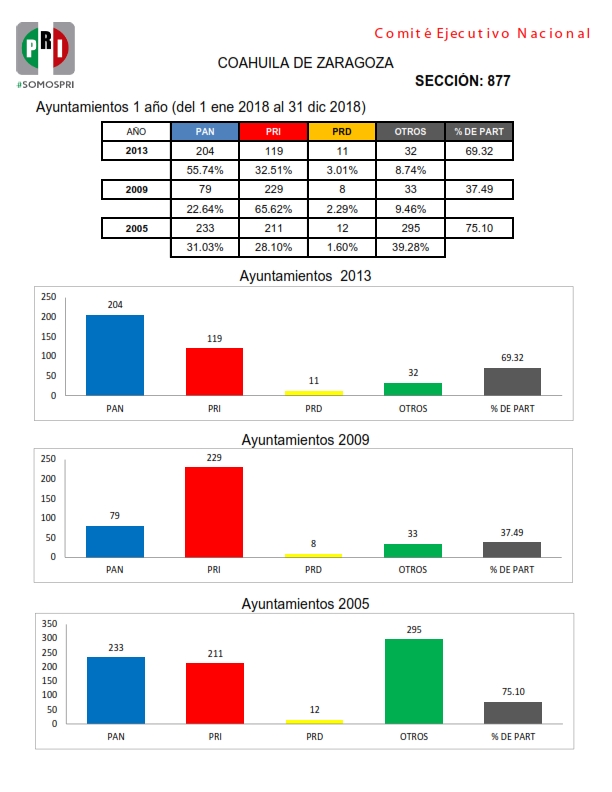 Comité Ejecutivo Nacional
PRI
#SOMOSPRI
COAHUILA DE ZARAGOZA
SECCIÓN: 877
Ayuntamientos 1 año (del 1 ene 2018 al 31 dic 2018)
AÑO PAN PRI PRD OTROS % DE PART
2013 204 119 11 32 69.32
55.74% 32.51% 3.01% 8.74%
2009 79 229 8 33 37.49
22.64% 65.62% 2.29% 9.46%
2005 233 211 12 295 75.10
31.03% 28.10% 1.60% 39.28%
Ayuntamientos 2013
250
200
150
100
50
0
204 119 11 32 69.32
PAN PRI PRD OTROS % DE PART
Ayuntamientos 2009
250
200
150
100
50
0
79 229 8 33 37.49
PAN PRI PRD OTROS % DE PART
Ayuntamientos 2005
350
300
250
200
150
100
50
0
233 211 12 295 75.10
PAN PRI PRD OTROS % DE PART